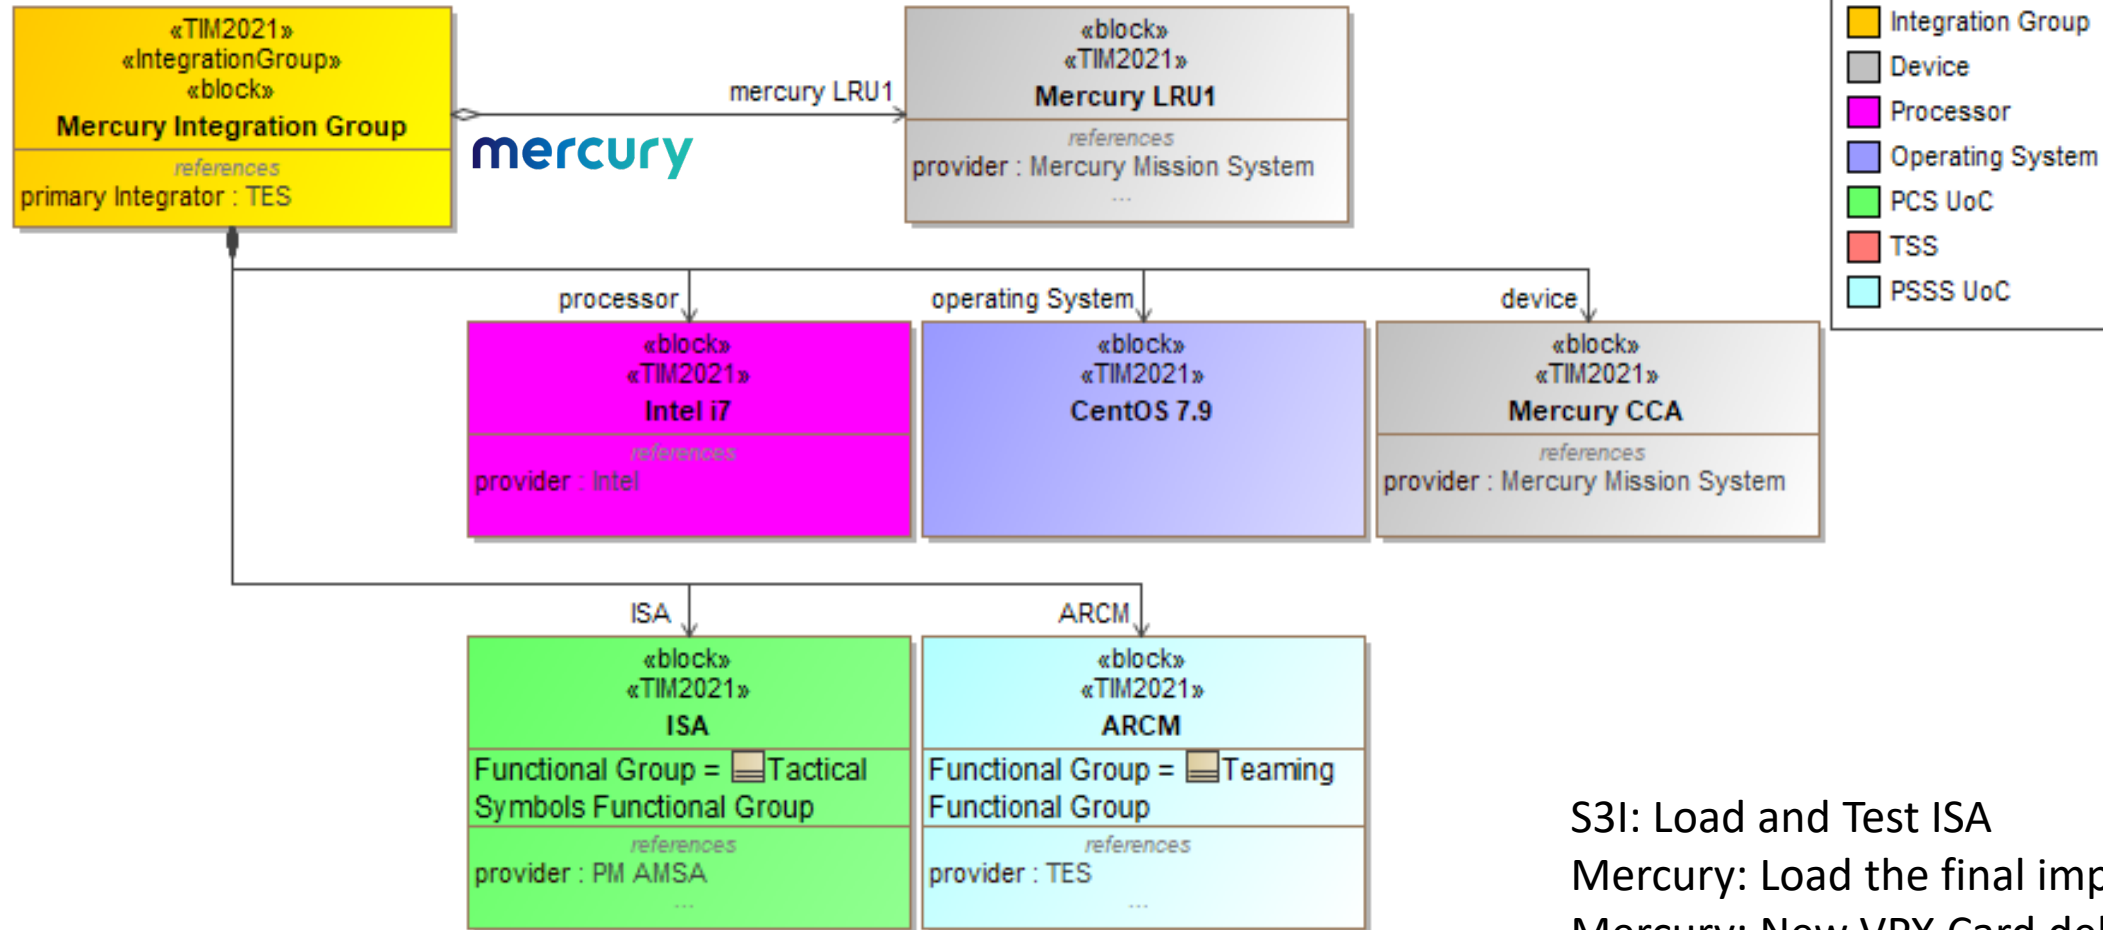 «TIM2021»
«IntegrationGroup»
«block»
Mercury Integration Group
references
primary Integrator : TES
mercury LRU1
mercury
«block»
«TIM2021»
Mercury LRU1
references
provider : Mercury Mission System
...
Integration Group
Device
Processor
Operating System
PCS UoC
TSS
PSSS UoC
processor
operating System
device
«block»
«TIM2021»
Intel i7
references
provider : Intel
«block»
«TIM2021»
CentOS 7.9
«block»
«TIM2021»
Mercury CCA
references
provider : Mercury Mission System
ISA
ARCM
«block»
«TIM2021»
ISA
Functional Group = Tactical
Symbols Functional Group
references
provider : PM AMSA
...
«block»
«TIM2021»
ARCM
Functional Group = Teaming
Functional Group
references
provider : TES
...
S3I: Load and Test ISA
Mercury: Load the final imp
Mercury: New VPX Card